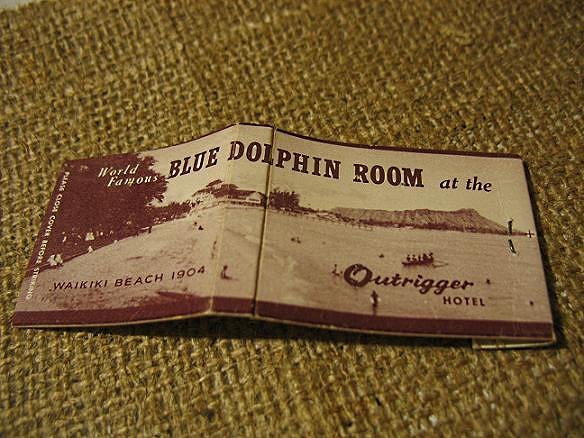 World
Famous
BLUE DOLPHIN ROOM at the
Outrigger
HOTEL
WAIKIKI BEACH 1904
PLEASE CLOSE COVER BEFORE STRIKING